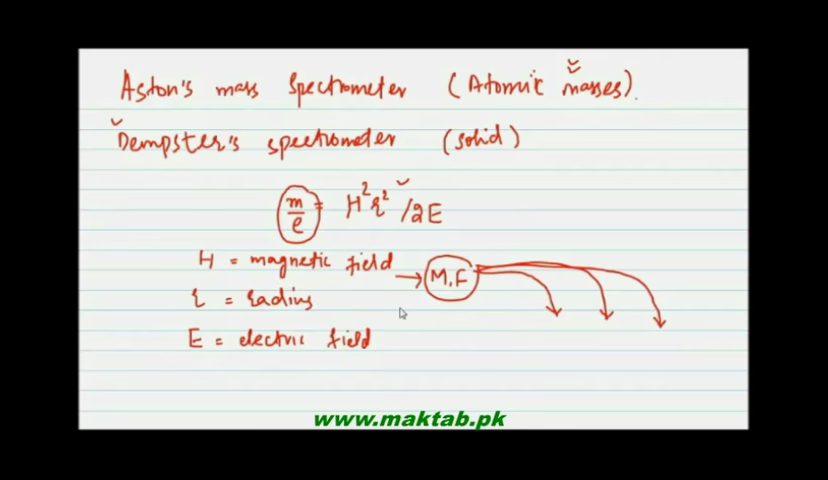 Aston's mass spectrometer (Atomic masses).
Dempster's spectrometer (solid)
m/e = H²r²/2E
H = magnetic field → M.F
r = radius
E = electric field
www.maktab.pk